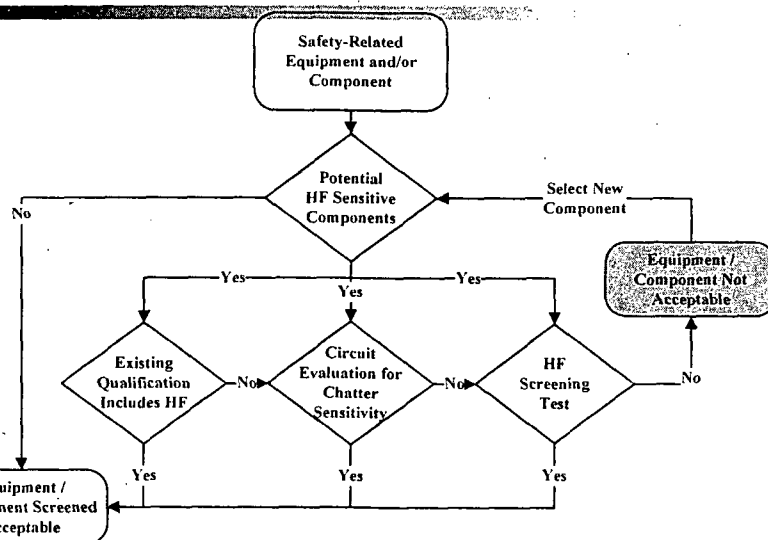 Safety-Related
Equipment and/or
Component
Potential
HF Sensitive
Components
No
Select New
Component
Equipment /
Component Not
Acceptable
Yes
Yes
Yes
Existing
Qualification
Includes HF
No
Circuit
Evaluation for
Chatter
Sensitivity
No
HF
Screening
Test
No
Yes
Yes
Yes
uipment /
nent Screened
cceptable